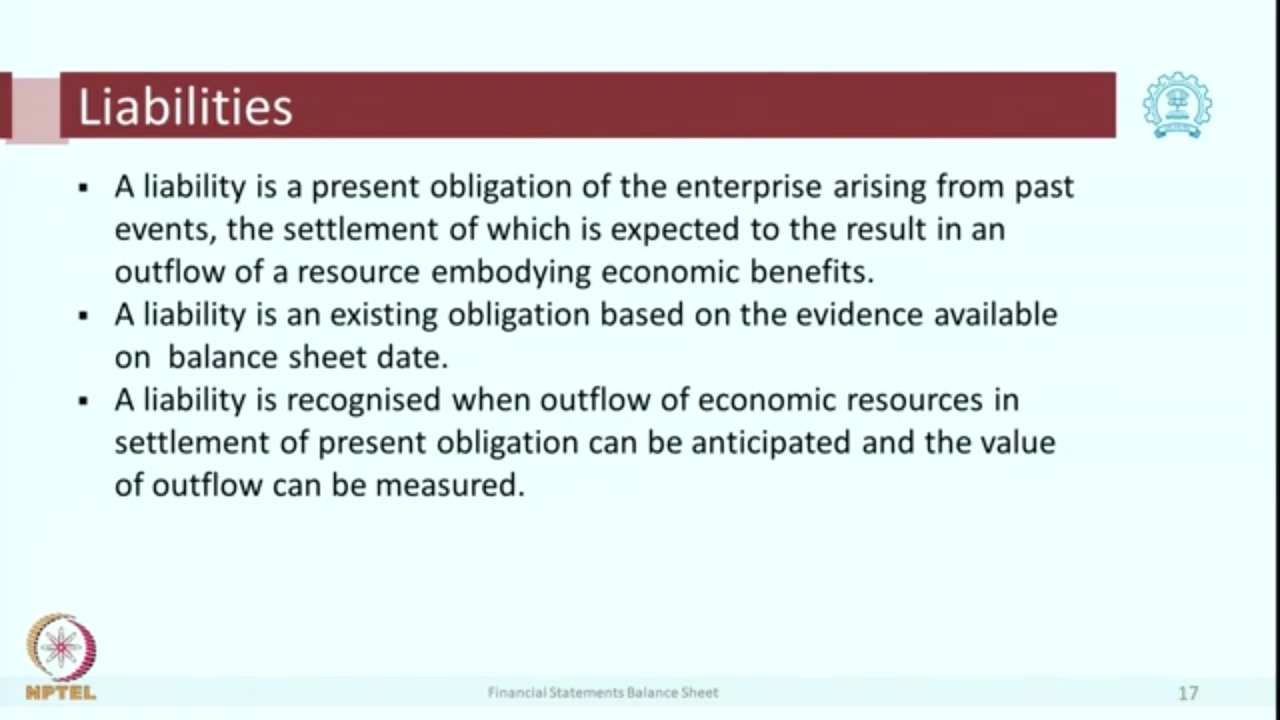 Liabilities
▪ A liability is a present obligation of the enterprise arising from past
events, the settlement of which is expected to the result in an
outflow of a resource embodying economic benefits.
▪ A liability is an existing obligation based on the evidence available
on balance sheet date.
▪ A liability is recognised when outflow of economic resources in
settlement of present obligation can be anticipated and the value
of outflow can be measured.
NPTEL
Financial Statements Balance Sheet
17